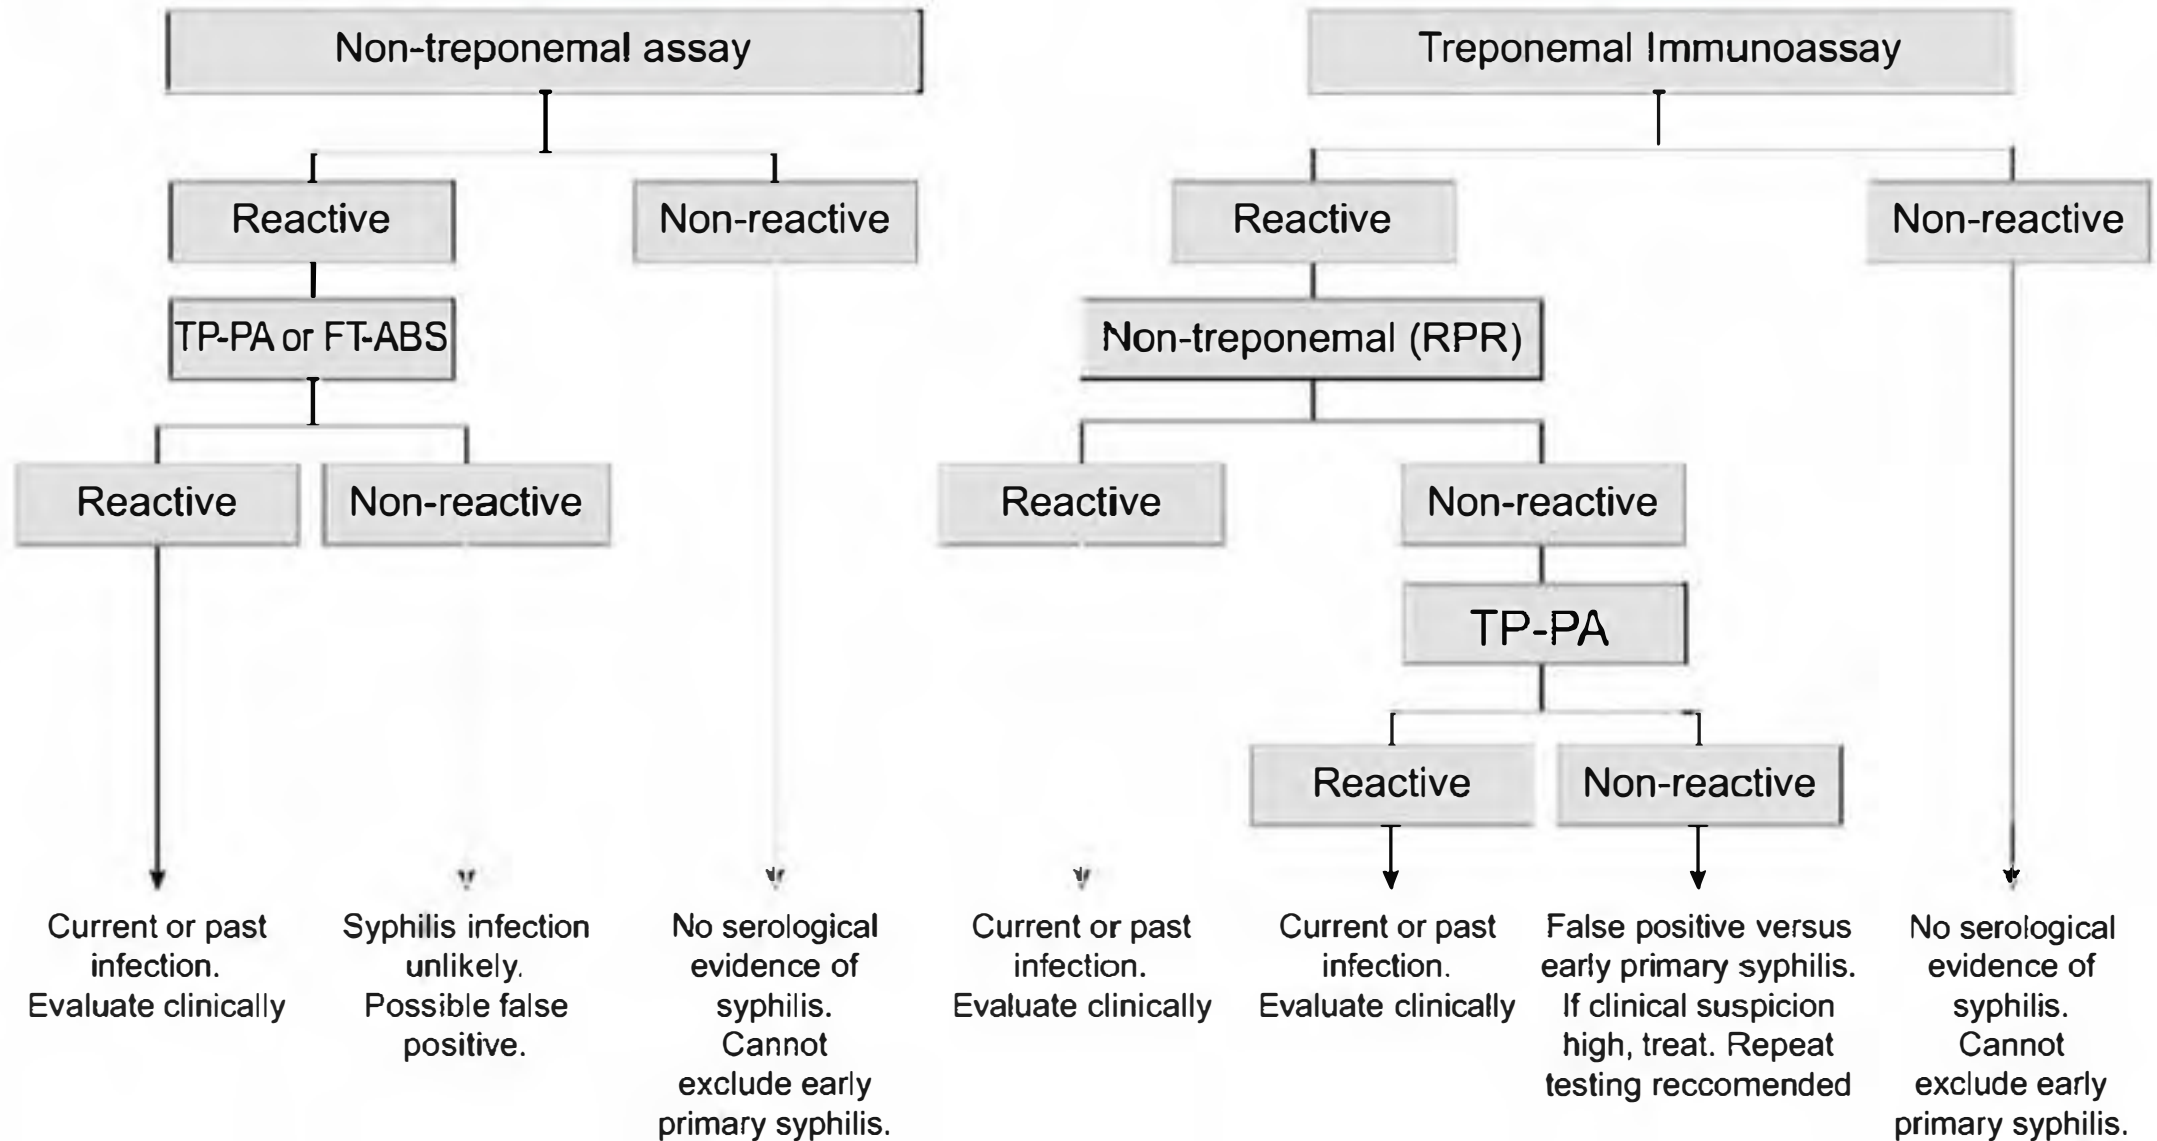 Non-treponemal assay
Reactive
Non-reactive
TP-PA or FT-ABS
Reactive
Non-reactive
Current or past
infection.
Evaluate clinically
Syphilis infection
unlikely.
Possible false
positive.
No serological
evidence of
syphilis.
Cannot
exclude early
primary syphilis.
Treponemal Immunoassay
Reactive
Non-reactive
Non-treponemal (RPR)
Reactive
Non-reactive
TP-PA
Reactive
Non-reactive
Current or past
infection.
Evaluate clinically
Current or past
infection.
Evaluate clinically
False positive versus
early primary syphilis.
If clinical suspicion
high, treat. Repeat
testing reccomended
No serological
evidence of
syphilis.
Cannot
exclude early
primary syphilis.